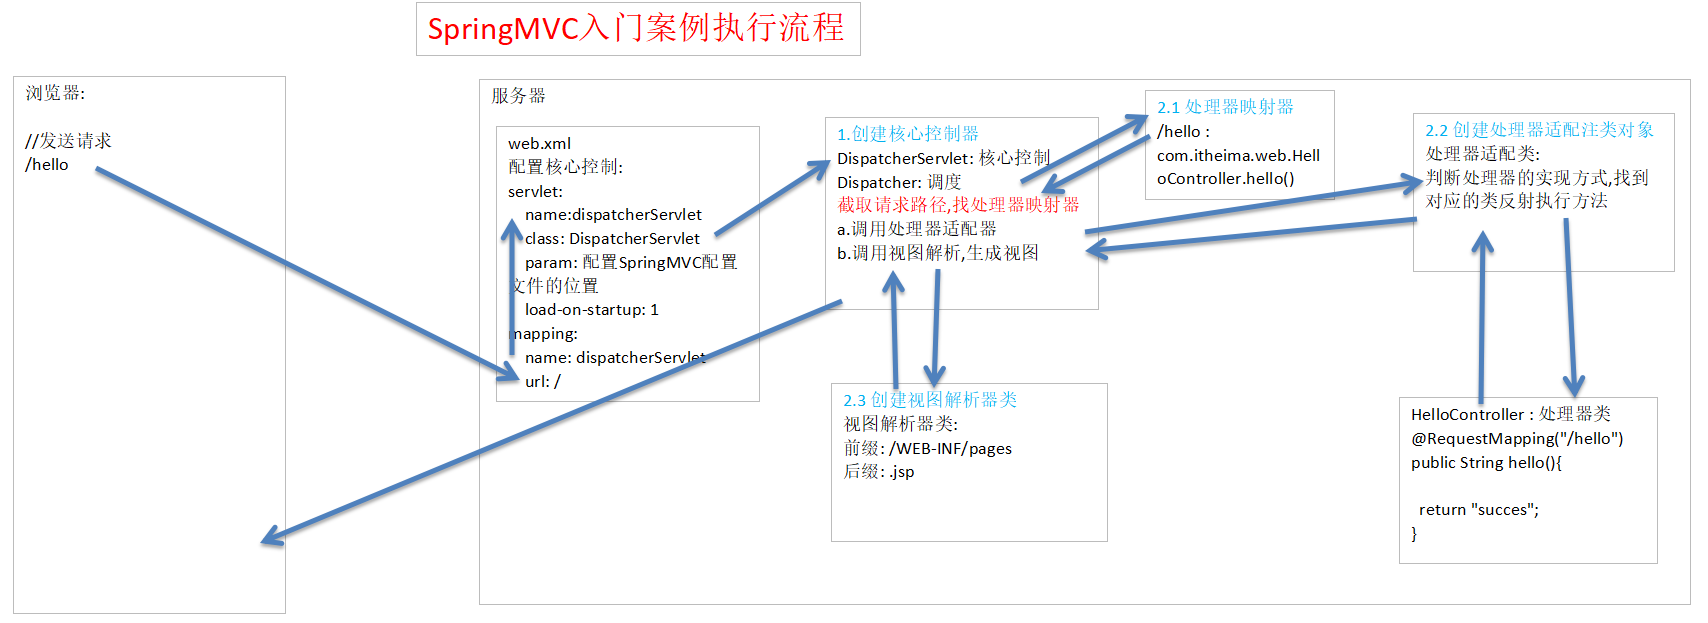 SpringMVC入门案例执行流程
浏览器:
//发送请求
/hello
服务器
web.xml
配置核心控制:
servlet:
name:dispatcherServlet
class: DispatcherServlet
param: 配置SpringMVC配置
文件的位置
load-on-startup: 1
mapping:
name: dispatcherServlet
url: /
1.创建核心控制器
DispatcherServlet: 核心控制
Dispatcher: 调度
截取请求路径,找处理器映射器
a.调用处理器适配器
b.调用视图解析,生成视图
2.1 处理器映射器
/hello :
com.itheima.web.Hell
oController.hello()
2.2 创建处理器适配注类对象
处理器适配类:
判断处理器的实现方式,找到
对应的类反射执行方法
2.3 创建视图解析器类
视图解析器类:
前缀: /WEB-INF/pages
后缀: .jsp
HelloController : 处理器类
@RequestMapping("/hello")
public String hello(){
return "succes";
}